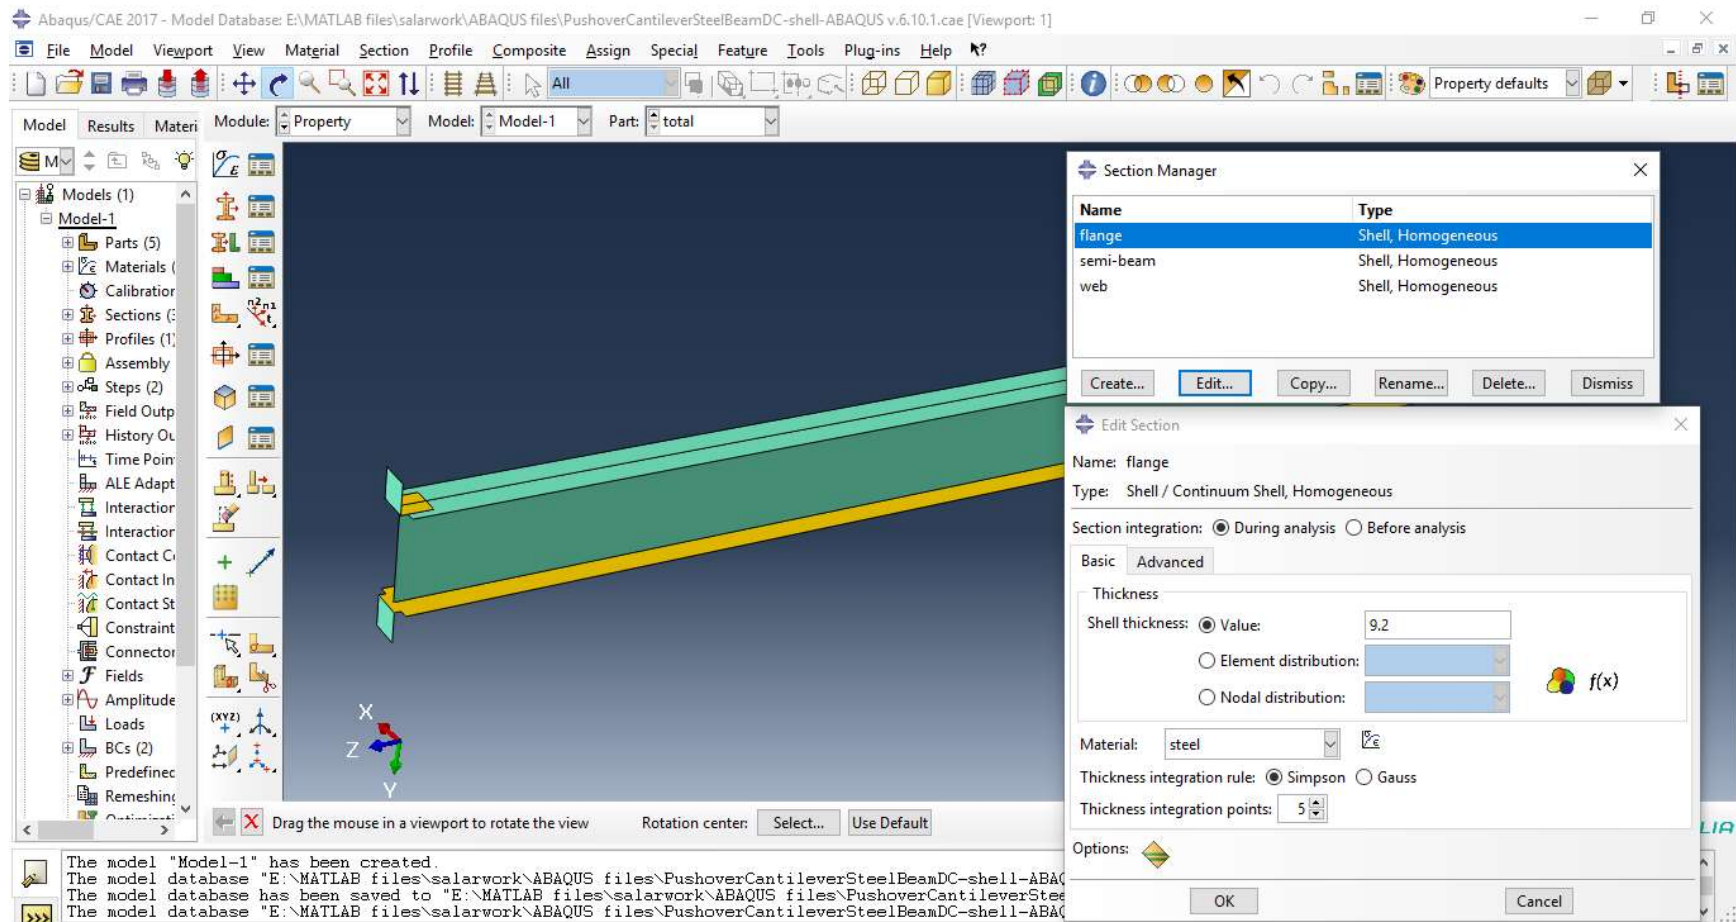 Abaqus/CAE 2017 - Model Database: E:\MATLAB files\salarwork\ABAQUS files\PushoverCantileverSteelBeamDC-shell-ABAQUS v.6.10.1.cae [Viewport: 1]
File Model Viewport View Material Section Profile Composite Assign Special Feature Tools Plug-ins Help
All
Property defaults
Model Results Materi
Module: Property Model: Model-1 Part: total
M
Models (1)
Model-1
Parts (5)
Materials (
Calibration
Sections (3
Profiles (1)
Assembly
Steps (2)
Field Outp
History Ou
Time Poin
ALE Adapt
Interaction
Interaction
Contact C
Contact In
Contact St
Constraint
Connector
Fields
Amplitude
Loads
BCs (2)
Predefined
Remeshing
Optimizati
n2 n1
t
(XYZ)
X
Z
Y
Section Manager
Name Type
flange Shell, Homogeneous
semi-beam Shell, Homogeneous
web Shell, Homogeneous
Create... Edit... Copy... Rename... Delete... Dismiss
Edit Section
Name: flange
Type: Shell / Continuum Shell, Homogeneous
Section integration: During analysis Before analysis
Basic Advanced
Thickness
Shell thickness: Value: 9.2
Element distribution:
Nodal distribution:
f(x)
Material: steel
Thickness integration rule: Simpson Gauss
Thickness integration points: 5
Options:
OK Cancel
Drag the mouse in a viewport to rotate the view Rotation center: Select... Use Default
LIA
The model "Model-1" has been created.
The model database "E:\MATLAB files\salarwork\ABAQUS files\PushoverCantileverSteelBeamDC-shell-ABAQ
The model database has been saved to "E:\MATLAB files\salarwork\ABAQUS files\PushoverCantileverStee
The model database "E:\MATLAB files\salarwork\ABAQUS files\PushoverCantileverSteelBeamDC-shell-ABAQ
>>>